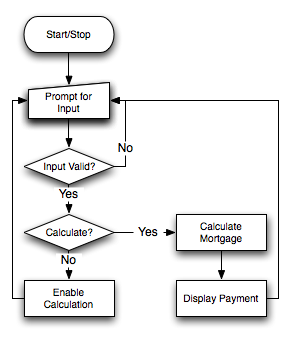 Start/Stop
Prompt for
Input
No
Input Valid?
Yes
Calculate?
Yes
Calculate
Mortgage
No
Enable
Calculation
Display Payment